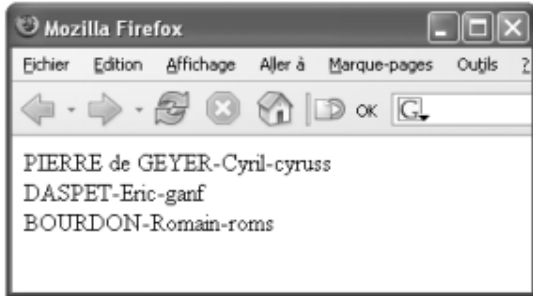 Mozilla Firefox
Fichier Edition Affichage Aller à Marque-pages Outils ?
OK G
PIERRE de GEYER-Cyril-cyruss
DASPET-Eric-ganf
BOURDON-Romain-roms